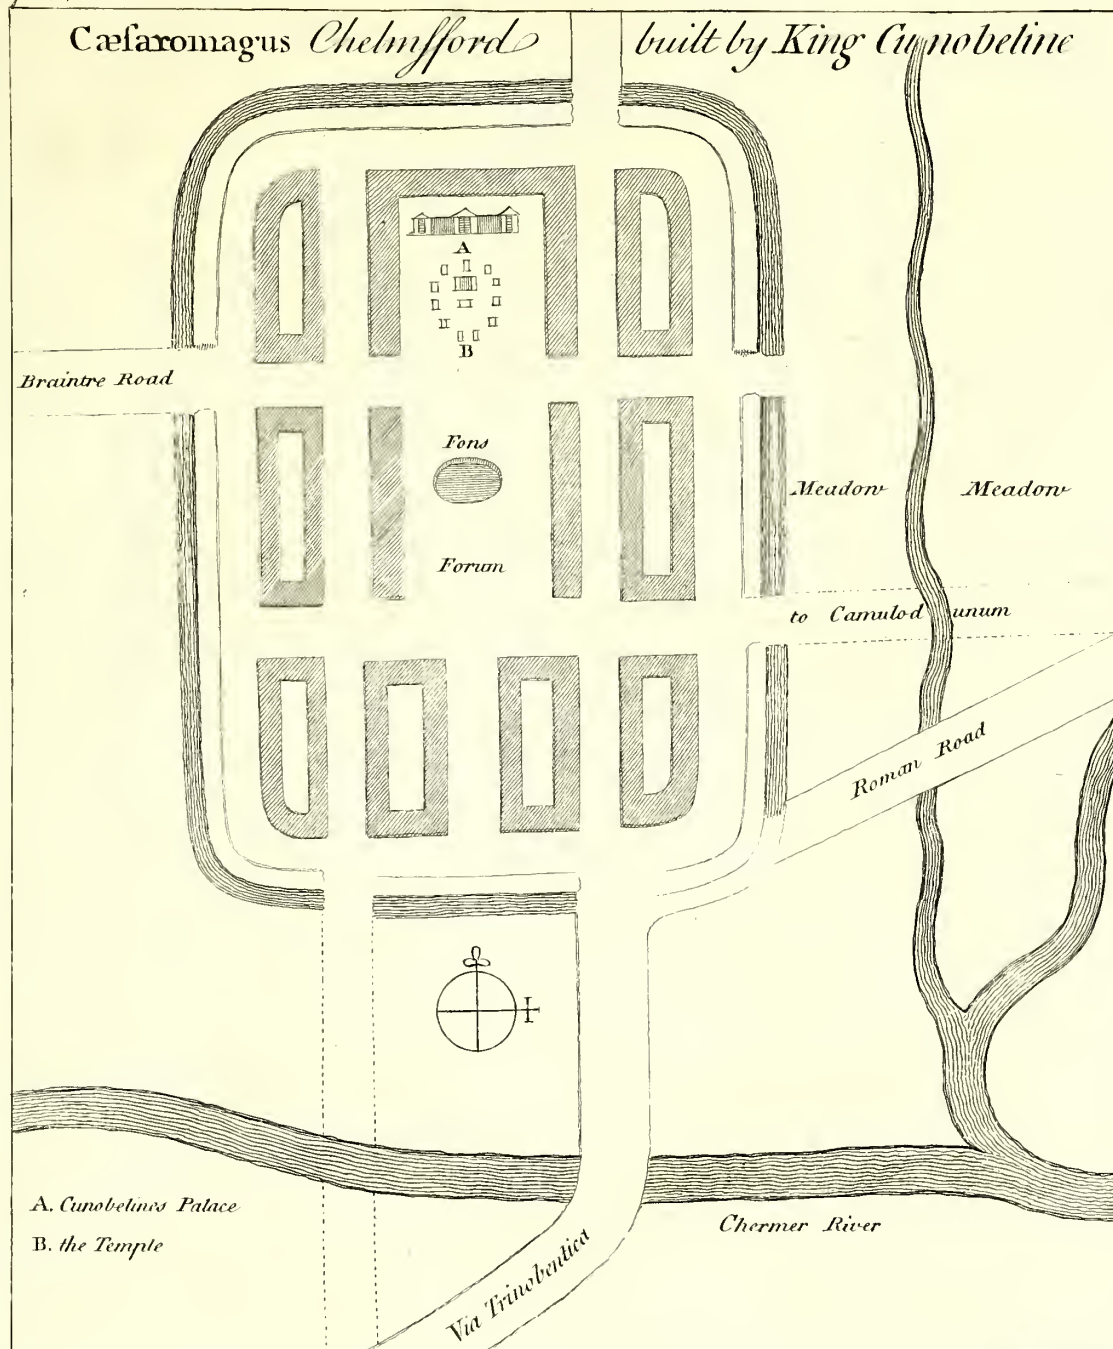 Cæſaromagus Chelmſford built by King Cunobeline
A
B
Braintre Road
Fons
Meadow Meadow
Forum
to Camulodunum
Roman Road
A. Cunobelines Palace
B. the Temple
Chermer River
Via Trinobentica